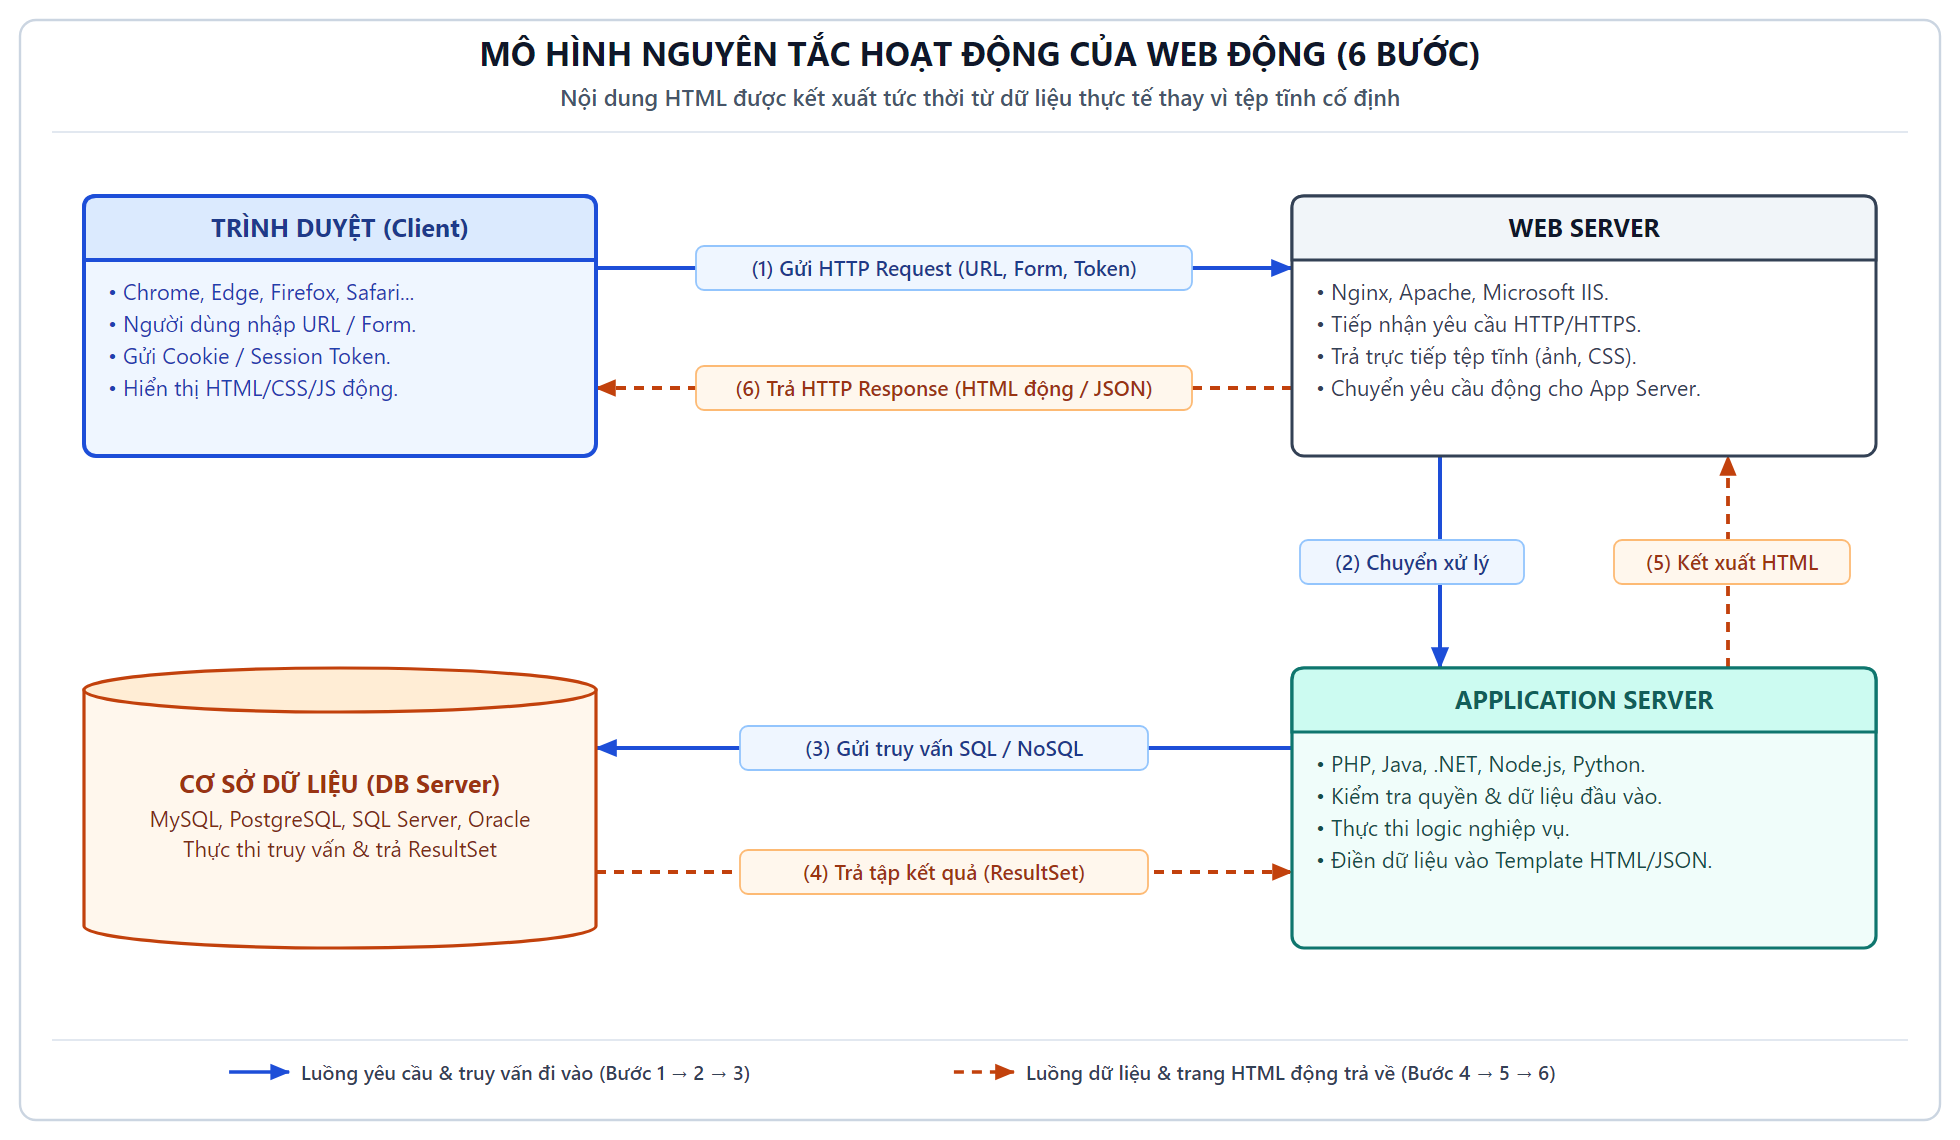 MÔ HÌNH NGUYÊN TẮC HOẠT ĐỘNG CỦA WEB ĐỘNG (6 BƯỚC)
Nội dung HTML được kết xuất tức thời từ dữ liệu thực tế thay vì tệp tĩnh cố định
TRÌNH DUYỆT (Client)
• Chrome, Edge, Firefox, Safari...
• Người dùng nhập URL / Form.
• Gửi Cookie / Session Token.
• Hiển thị HTML/CSS/JS động.
(1) Gửi HTTP Request (URL, Form, Token)
(6) Trả HTTP Response (HTML động / JSON)
WEB SERVER
• Nginx, Apache, Microsoft IIS.
• Tiếp nhận yêu cầu HTTP/HTTPS.
• Trả trực tiếp tệp tĩnh (ảnh, CSS).
• Chuyển yêu cầu động cho App Server.
(2) Chuyển xử lý
(5) Kết xuất HTML
CƠ SỞ DỮ LIỆU (DB Server)
MySQL, PostgreSQL, SQL Server, Oracle
Thực thi truy vấn & trả ResultSet
(3) Gửi truy vấn SQL / NoSQL
(4) Trả tập kết quả (ResultSet)
APPLICATION SERVER
• PHP, Java, .NET, Node.js, Python.
• Kiểm tra quyền & dữ liệu đầu vào.
• Thực thi logic nghiệp vụ.
• Điền dữ liệu vào Template HTML/JSON.
Luồng yêu cầu & truy vấn đi vào (Bước 1 → 2 → 3)
Luồng dữ liệu & trang HTML động trả về (Bước 4 → 5 → 6)